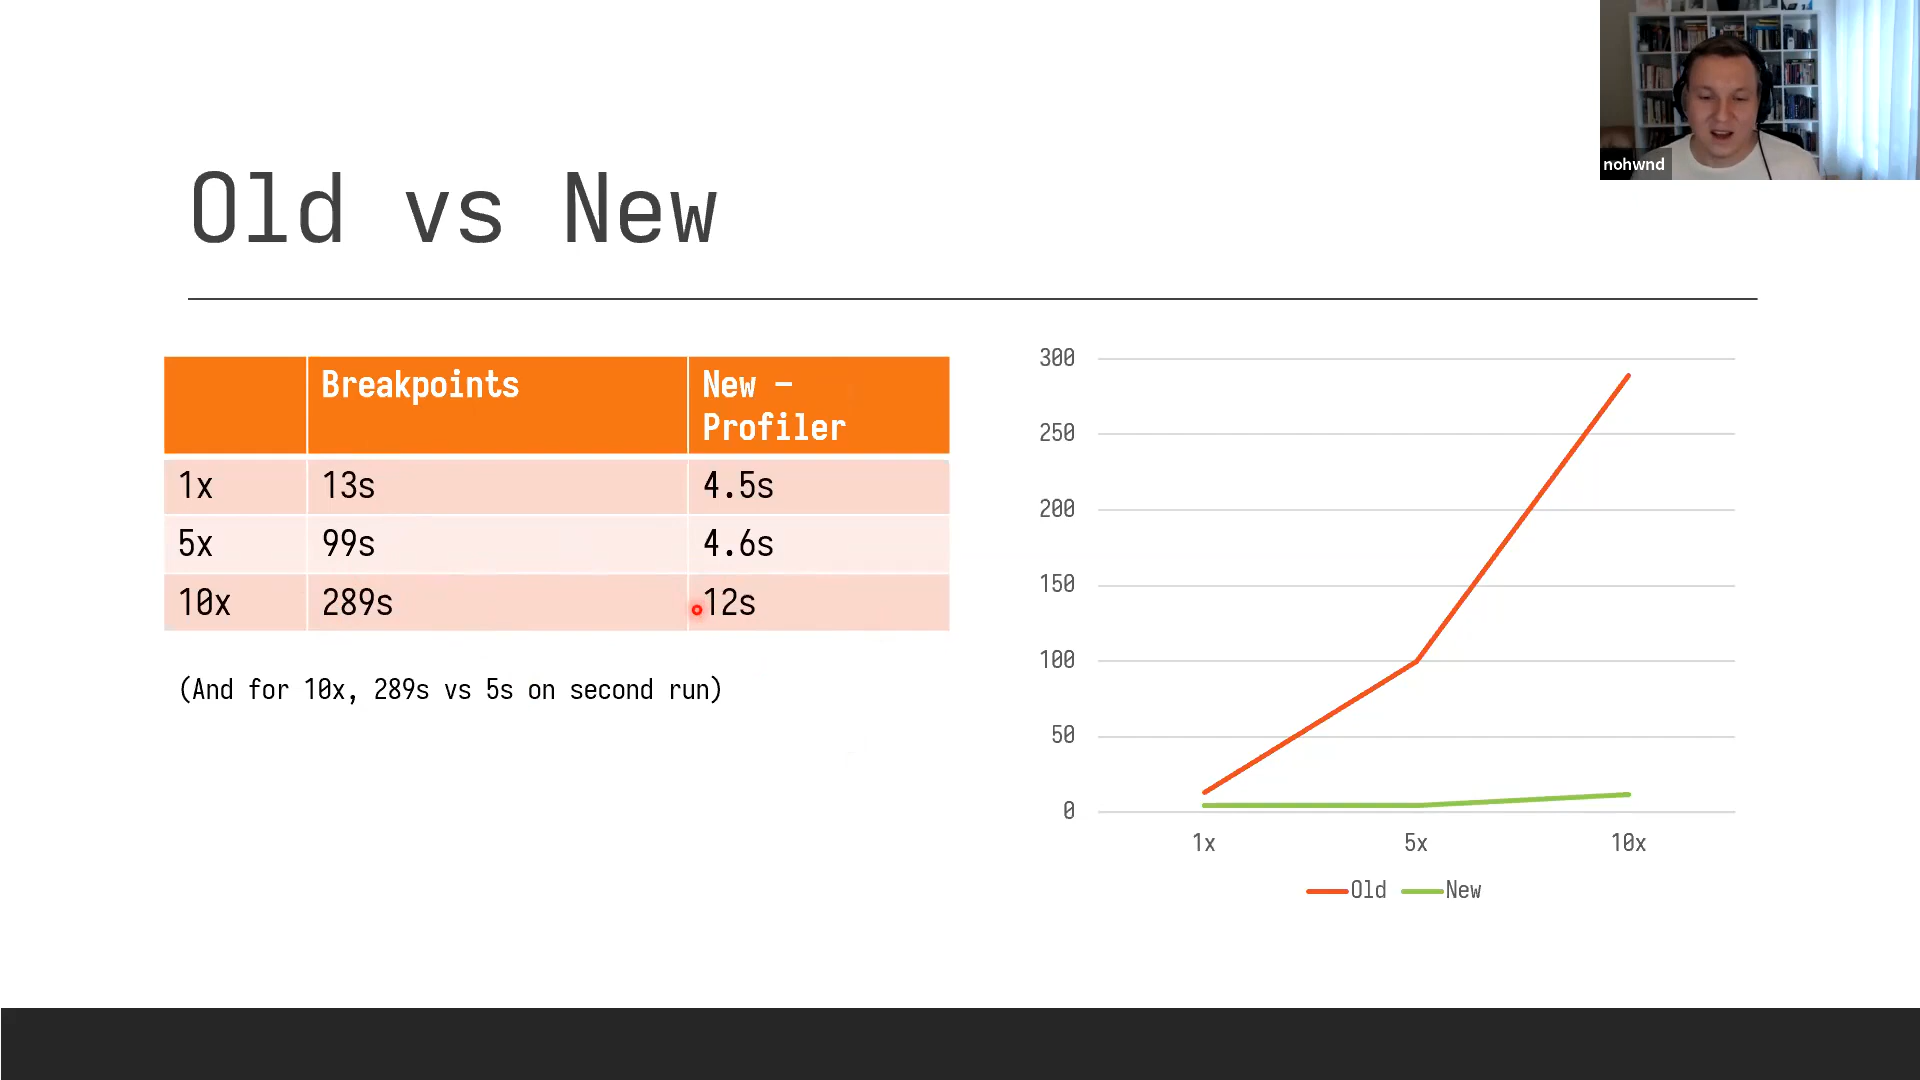 nohwnd
Old vs New
Breakpoints
New –
Profiler
1x 13s 4.5s
5x 99s 4.6s
10x 289s 12s
(And for 10x, 289s vs 5s on second run)
300
250
200
150
100
50
0
1x 5x 10x
Old New